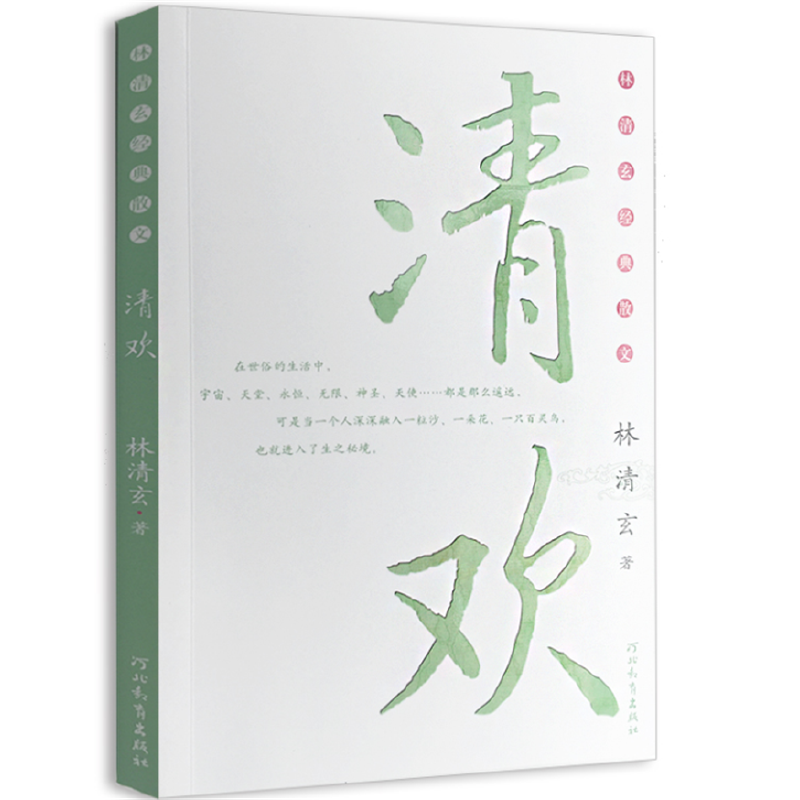 林清玄经典散文
清欢
林清玄·著
河北教育出版社
清欢
在世俗的生活中,
宇宙、天堂、永恒、无限、神圣、天使……都是那么遥远。
可是当一个人深深融入一粒沙、一朵花、一只百灵鸟,
也就进入了生之秘境。
林清玄经典散文
林清玄 著
河北教育出版社